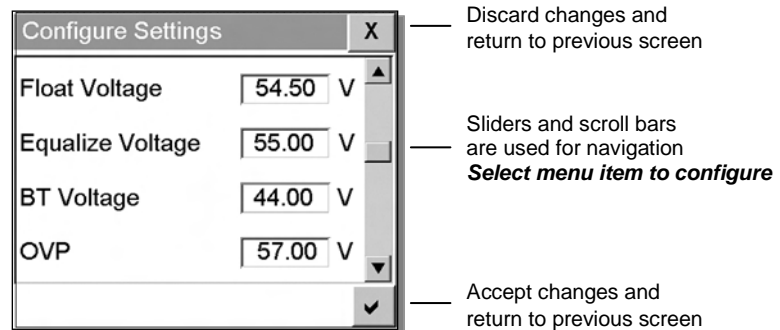 Configure Settings X
Discard changes and
return to previous screen
Float Voltage 54.50 V
Equalize Voltage 55.00 V
Sliders and scroll bars
are used for navigation
Select menu item to configure
BT Voltage 44.00 V
OVP 57.00 V
Accept changes and
return to previous screen